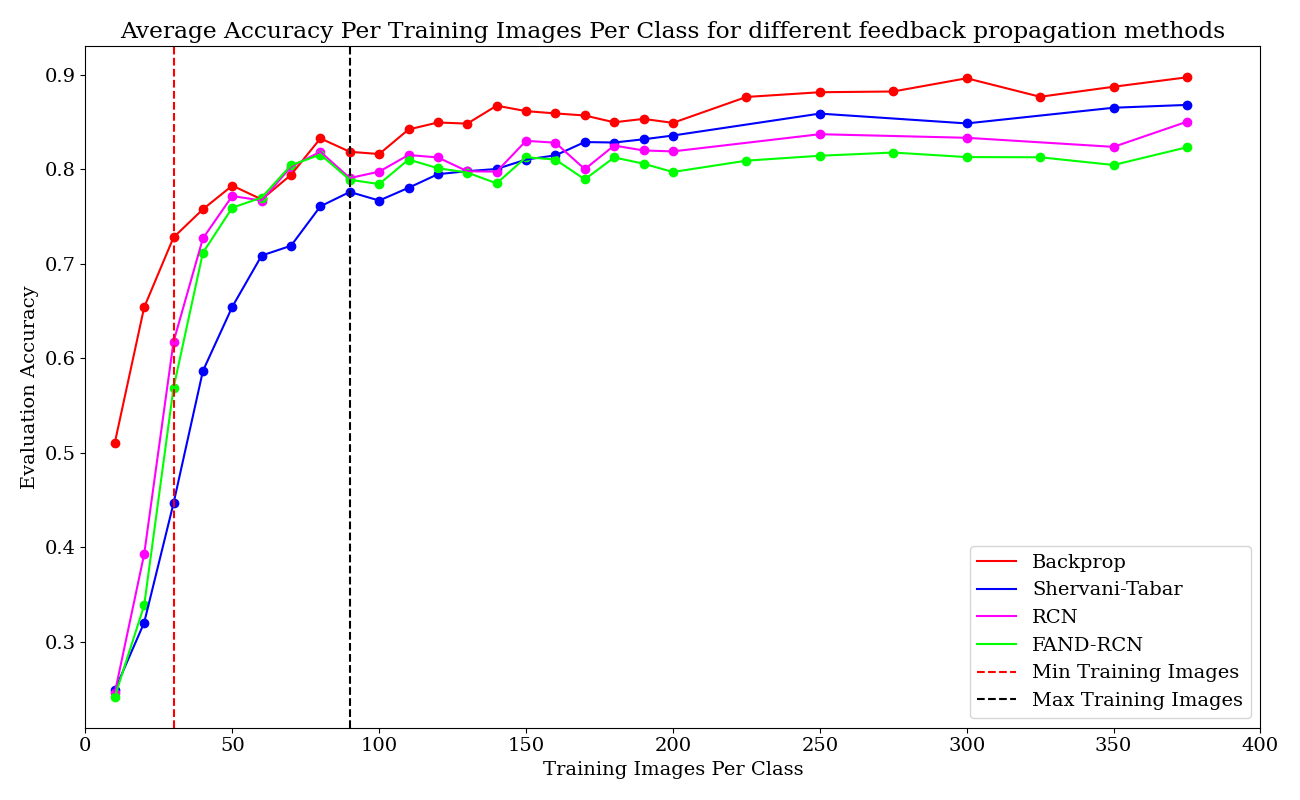 Average Accuracy Per Training Images Per Class for different feedback propagation methods
Evaluation Accuracy
0.9
0.8
0.7
0.6
0.5
0.4
0.3
0 50 100 150 200 250 300 350 400
Training Images Per Class
Backprop
Shervani-Tabar
RCN
FAND-RCN
Min Training Images
Max Training Images